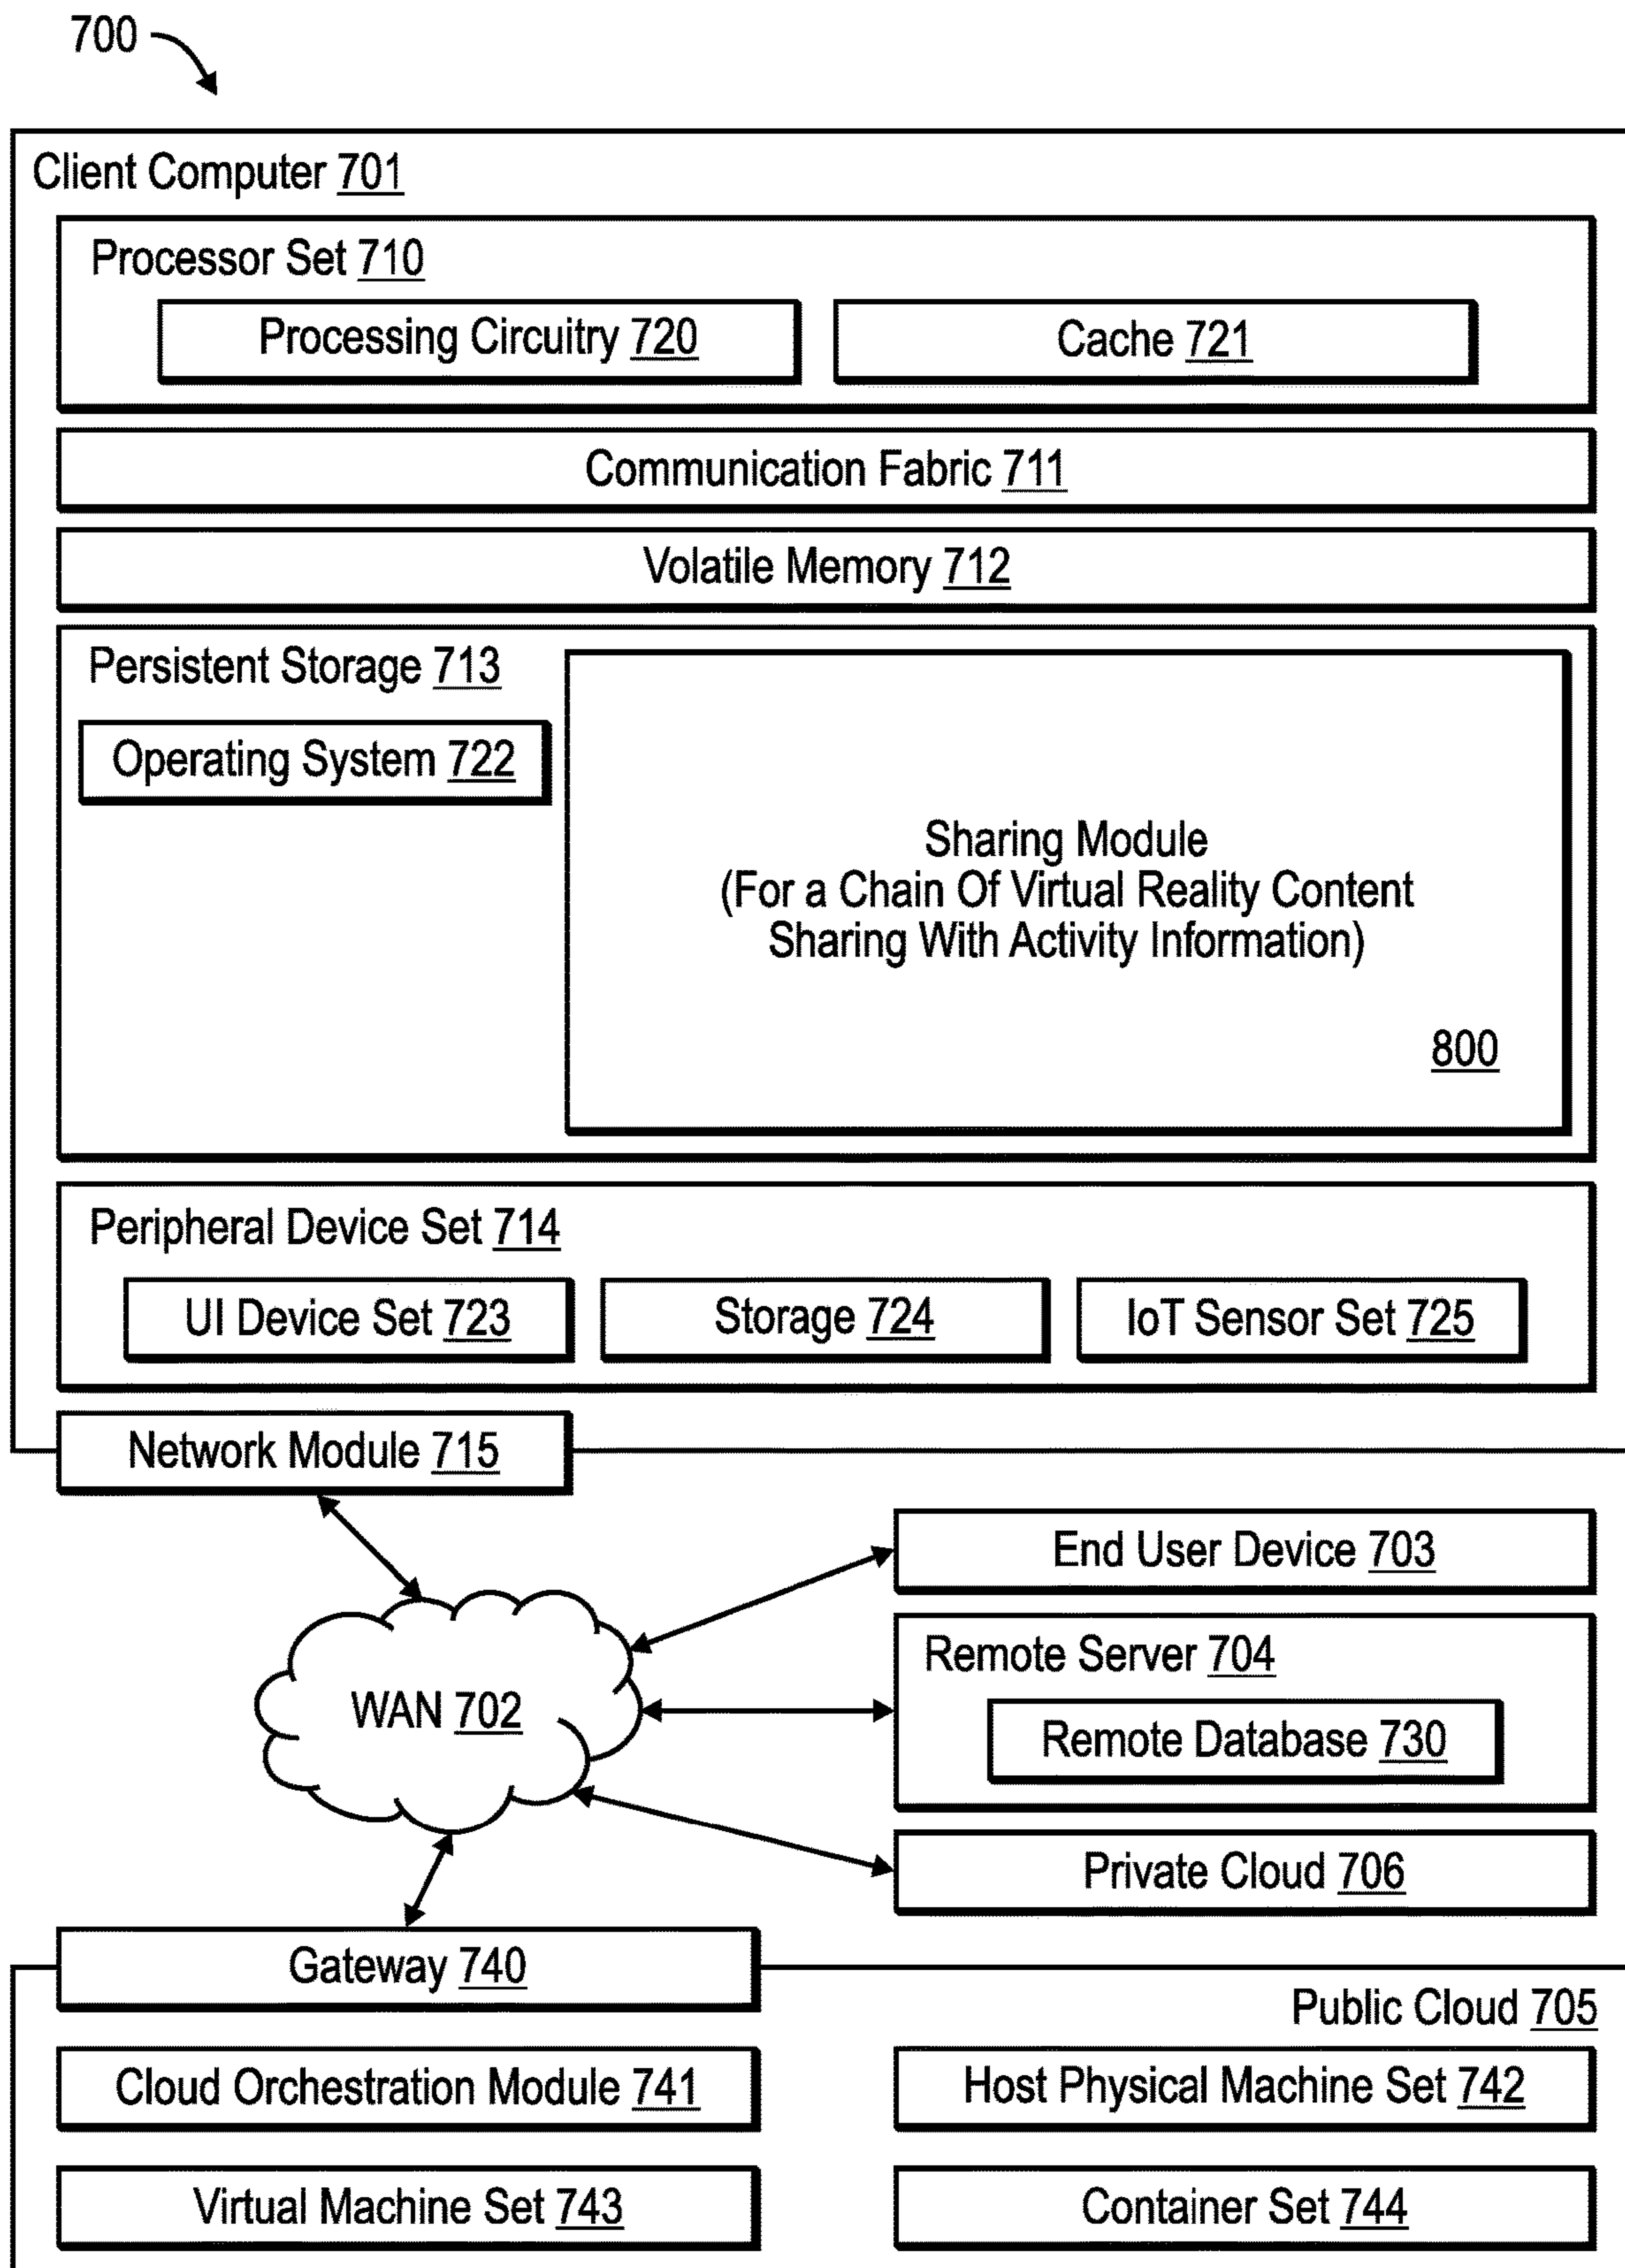 700
Client Computer 701
Processor Set 710
Processing Circuitry 720
Cache 721
Communication Fabric 711
Volatile Memory 712
Persistent Storage 713
Operating System 722
Sharing Module
(For a Chain Of Virtual Reality Content
Sharing With Activity Information)
800
Peripheral Device Set 714
UI Device Set 723
Storage 724
IoT Sensor Set 725
Network Module 715
End User Device 703
Remote Server 704
WAN 702
Remote Database 730
Private Cloud 706
Gateway 740
Public Cloud 705
Cloud Orchestration Module 741
Host Physical Machine Set 742
Virtual Machine Set 743
Container Set 744